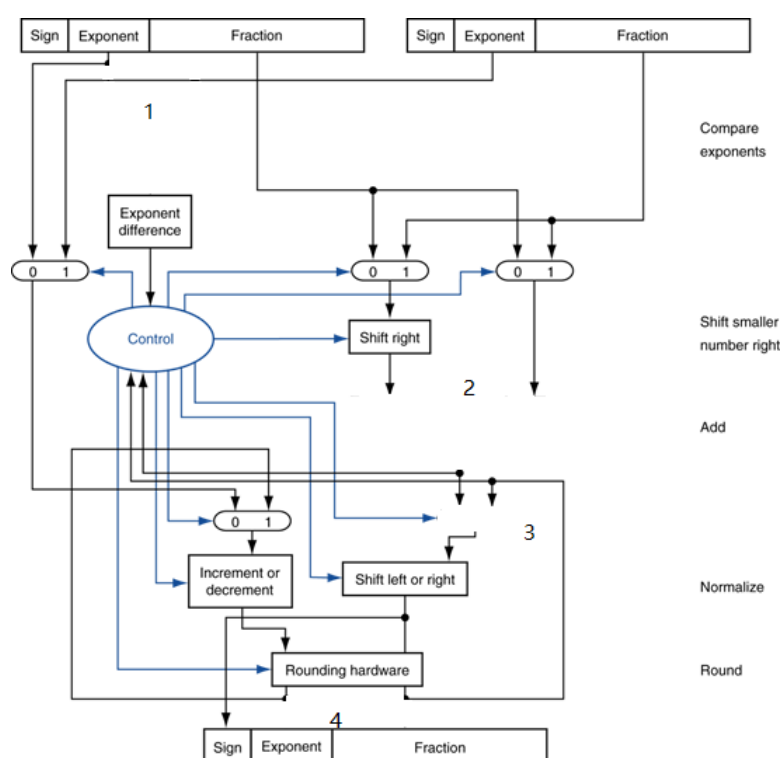 Sign Exponent Fraction Sign Exponent Fraction
1
Compare
exponents
Exponent
difference
0 1 0 1 0 1
Control
Shift right
Shift smaller
number right
2
Add
0 1
3
Increment or
decrement
Shift left or right
Normalize
Rounding hardware
Round
4
Sign Exponent Fraction